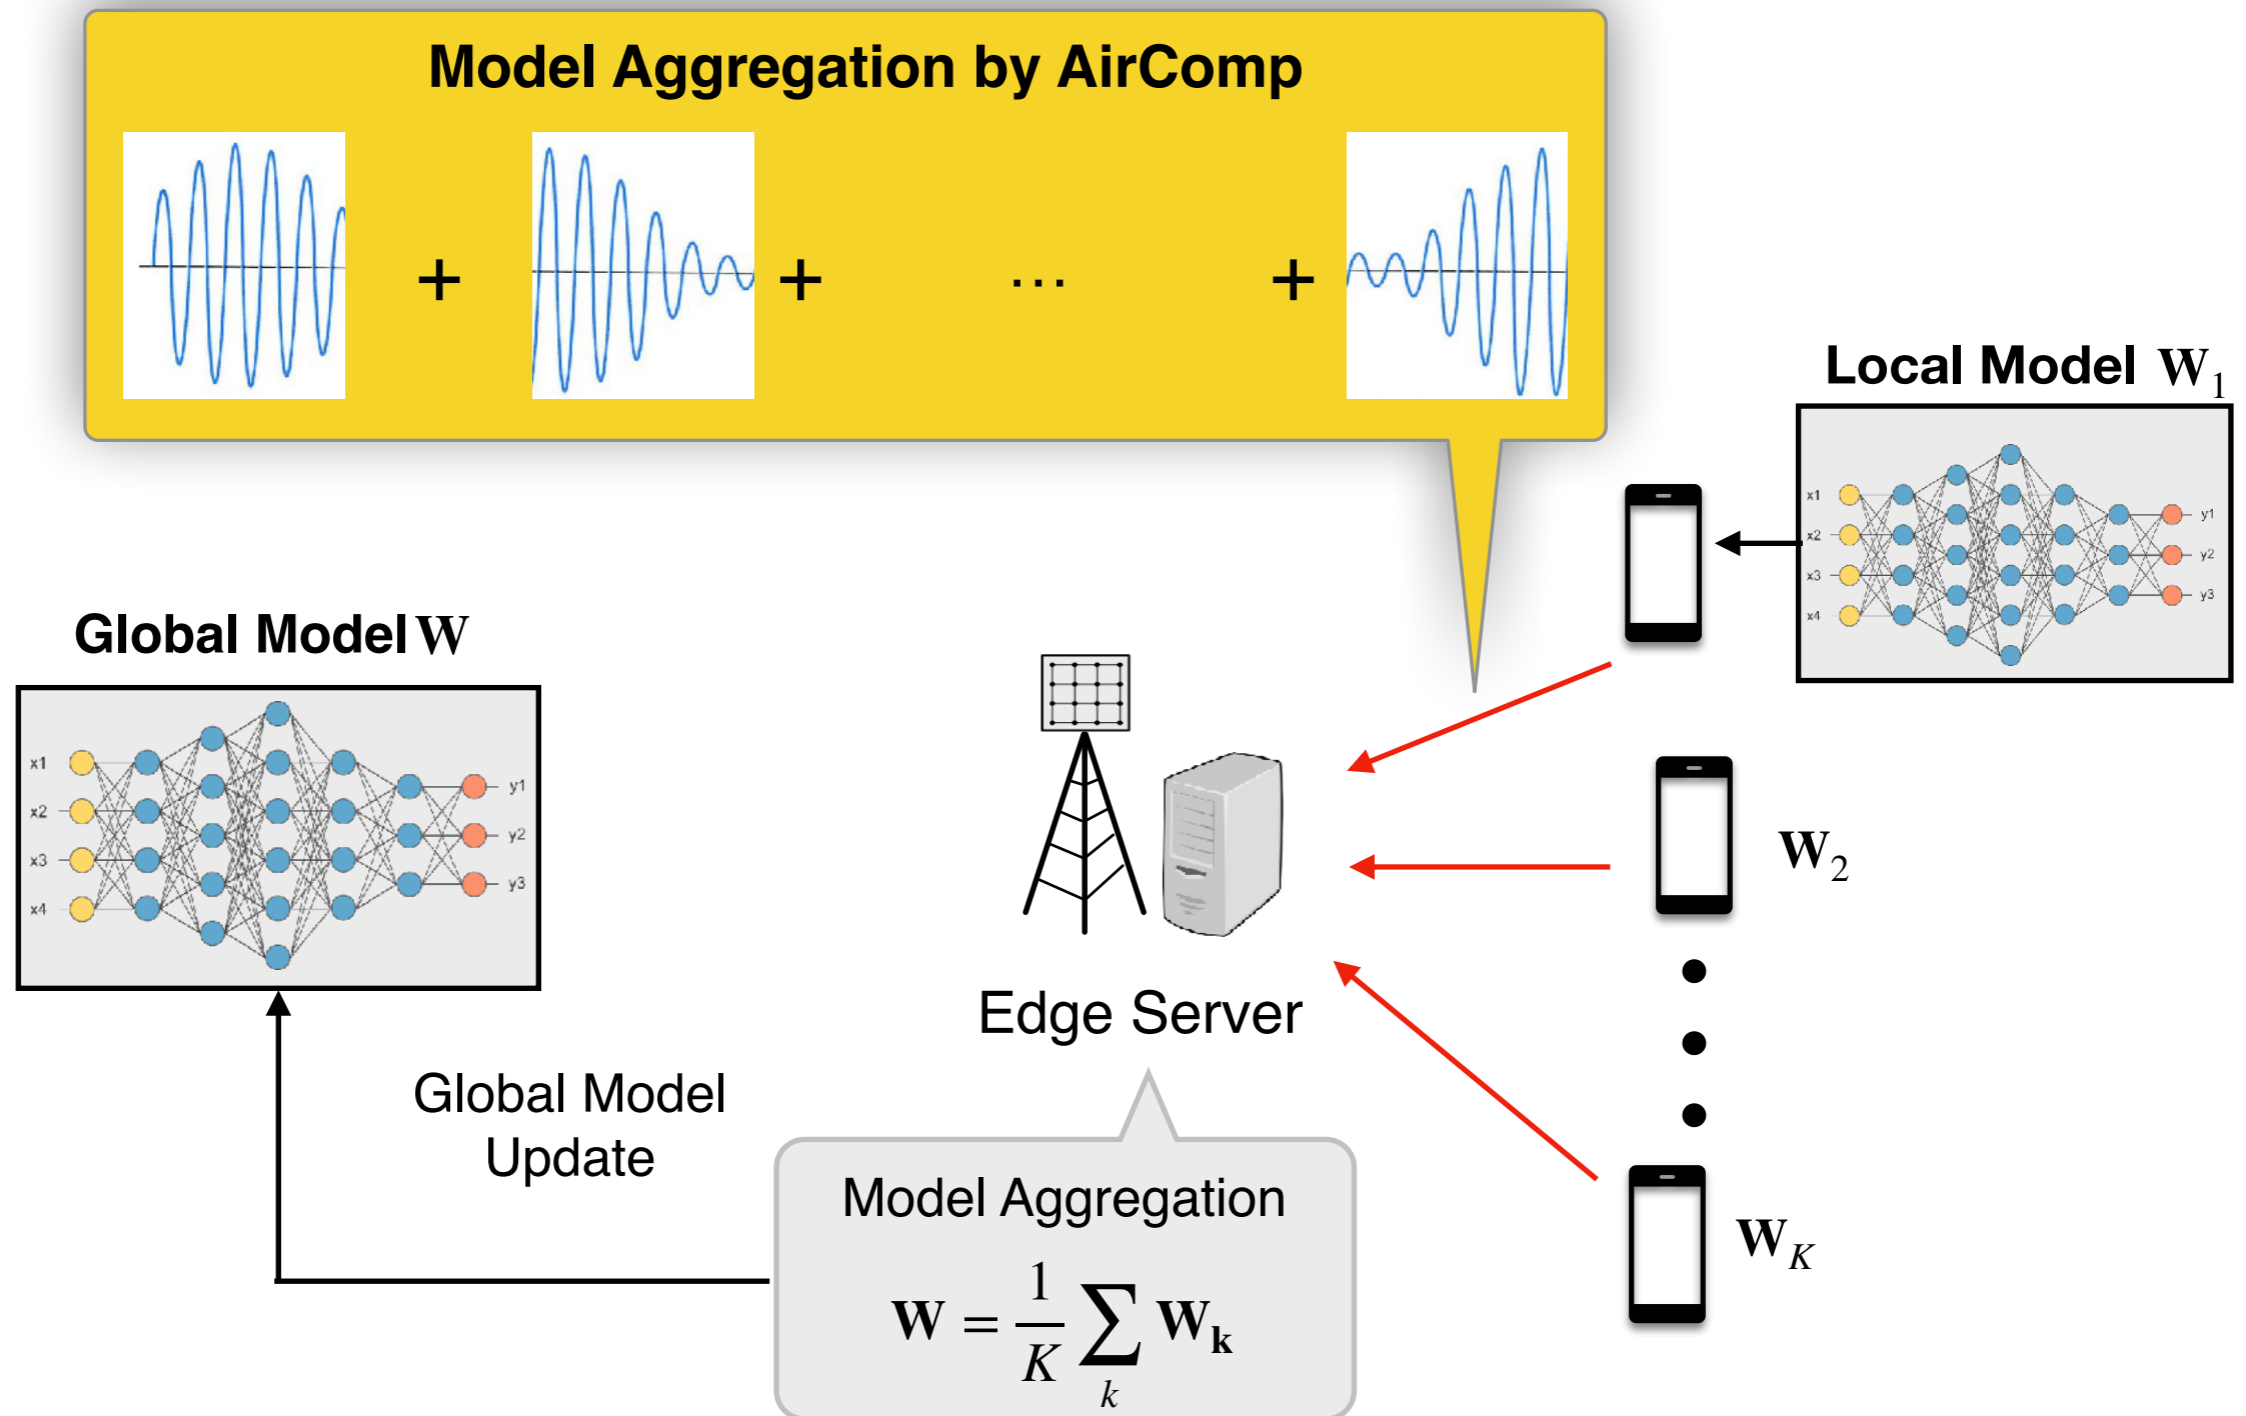 Model Aggregation by AirComp
+ + ... +
Local Model W₁
x1
x2
x3
x4
y1
y2
y3
Global Model W
x1
x2
x3
x4
y1
y2
y3
W₂
Edge Server
Global Model
Update
Model Aggregation
W = 1/K ∑ₖ Wₖ
W_K